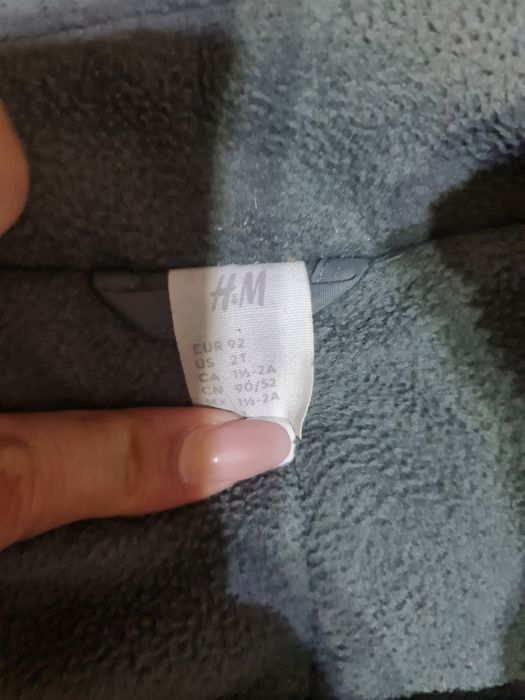 H&M
EUR 92
US 2T
CA 1½-2A
CN 90/52
MX 1½-2A